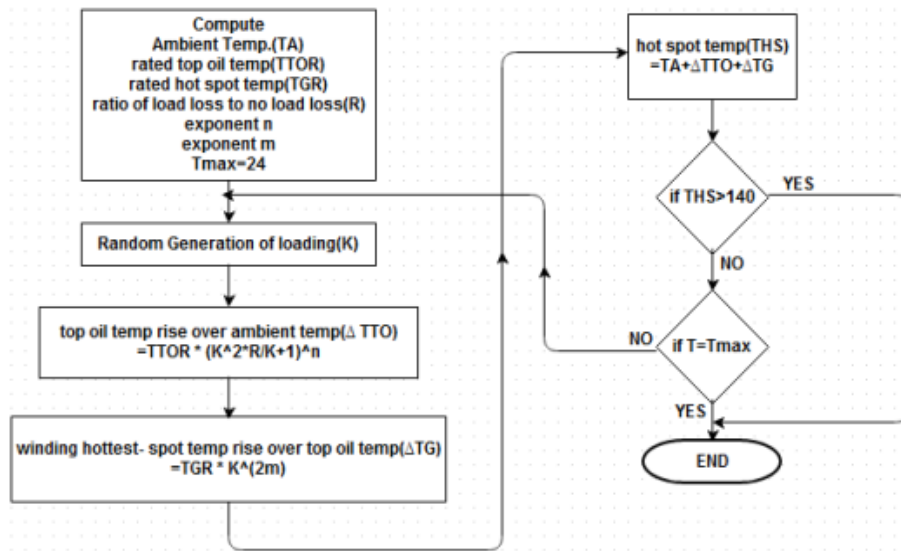 Compute
Ambient Temp.(TA)
rated top oil temp(TTOR)
rated hot spot temp(TGR)
ratio of load loss to no load loss(R)
exponent n
exponent m
Tmax=24
Random Generation of loading(K)
top oil temp rise over ambient temp(Δ TTO)
=TTOR * (K^2*R/K+1)^n
winding hottest- spot temp rise over top oil temp(ΔTG)
=TGR * K^(2m)
hot spot temp(THS)
=TA+ΔTTO+ΔTG
if THS>140
YES
NO
if T=Tmax
NO
YES
END